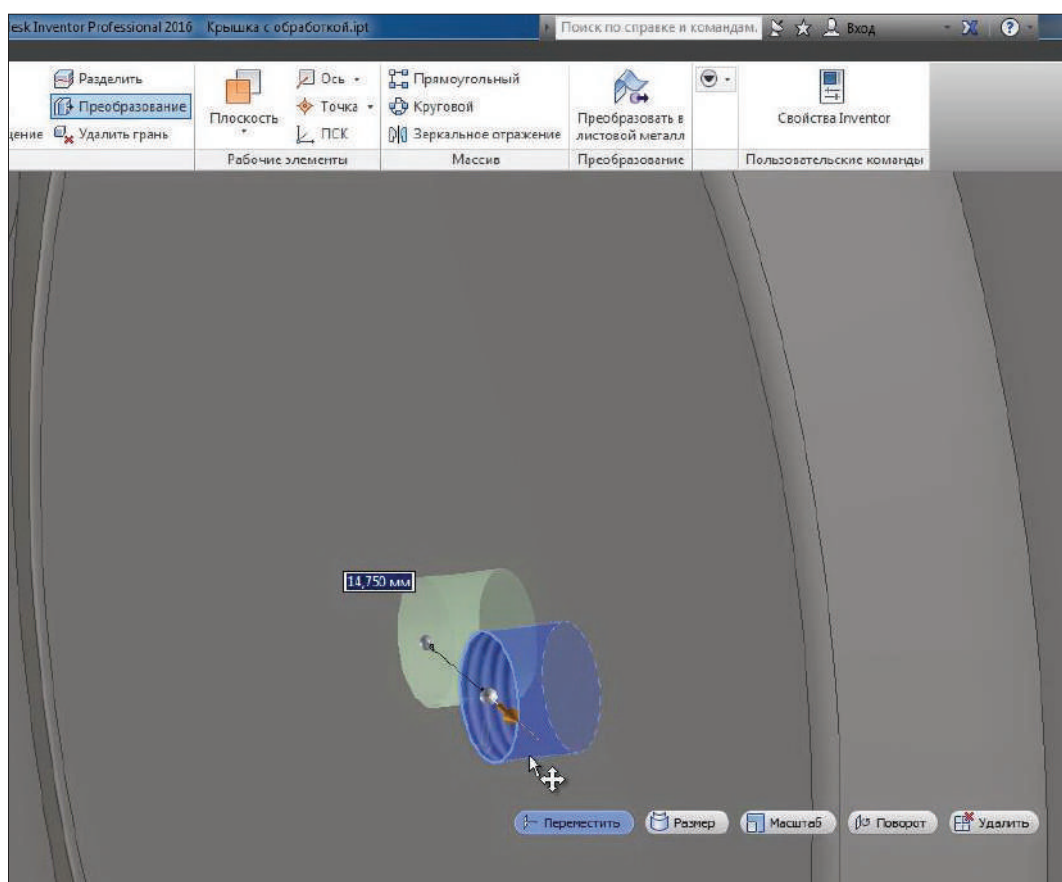 esk Inventor Professional 2016 Крышка с обработкой.ipt Поиск по справке и командам. Вход
Разделить
Преобразование
щение Удалить грань
Плоскость
Ось
Точка
ПСК
Рабочие элементы
Прямоугольный
Круговой
Зеркальное отражение
Массив
Преобразовать в
листовой металл
Преобразование
Свойства Inventor
Пользовательские команды
14,750 мм
Переместить Размер Масштаб Поворот Удалить